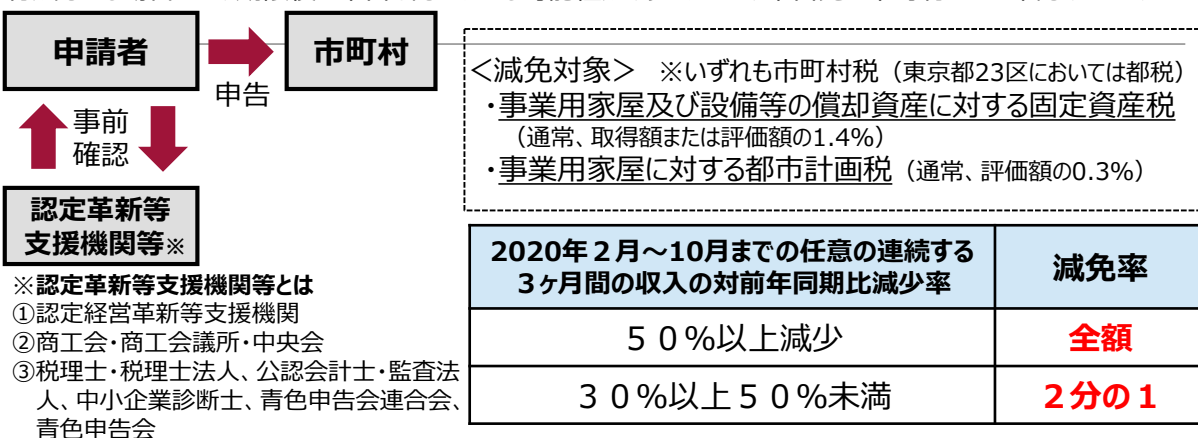 申請者
市町村
申告
事前
確認
認定革新等
支援機関等※
※認定革新等支援機関等とは
①認定経営革新等支援機関
②商工会・商工会議所・中央会
③税理士・税理士法人、公認会計士・監査法
人、中小企業診断士、青色申告会連合会、
青色申告会
＜減免対象＞ ※いずれも市町村税（東京都23区においては都税）
・事業用家屋及び設備等の償却資産に対する固定資産税
（通常、取得額または評価額の1.4%）
・事業用家屋に対する都市計画税（通常、評価額の0.3%）
2020年２月～10月までの任意の連続する
３ヶ月間の収入の対前年同期比減少率
減免率
５０%以上減少
全額
３０%以上５０%未満
２分の１